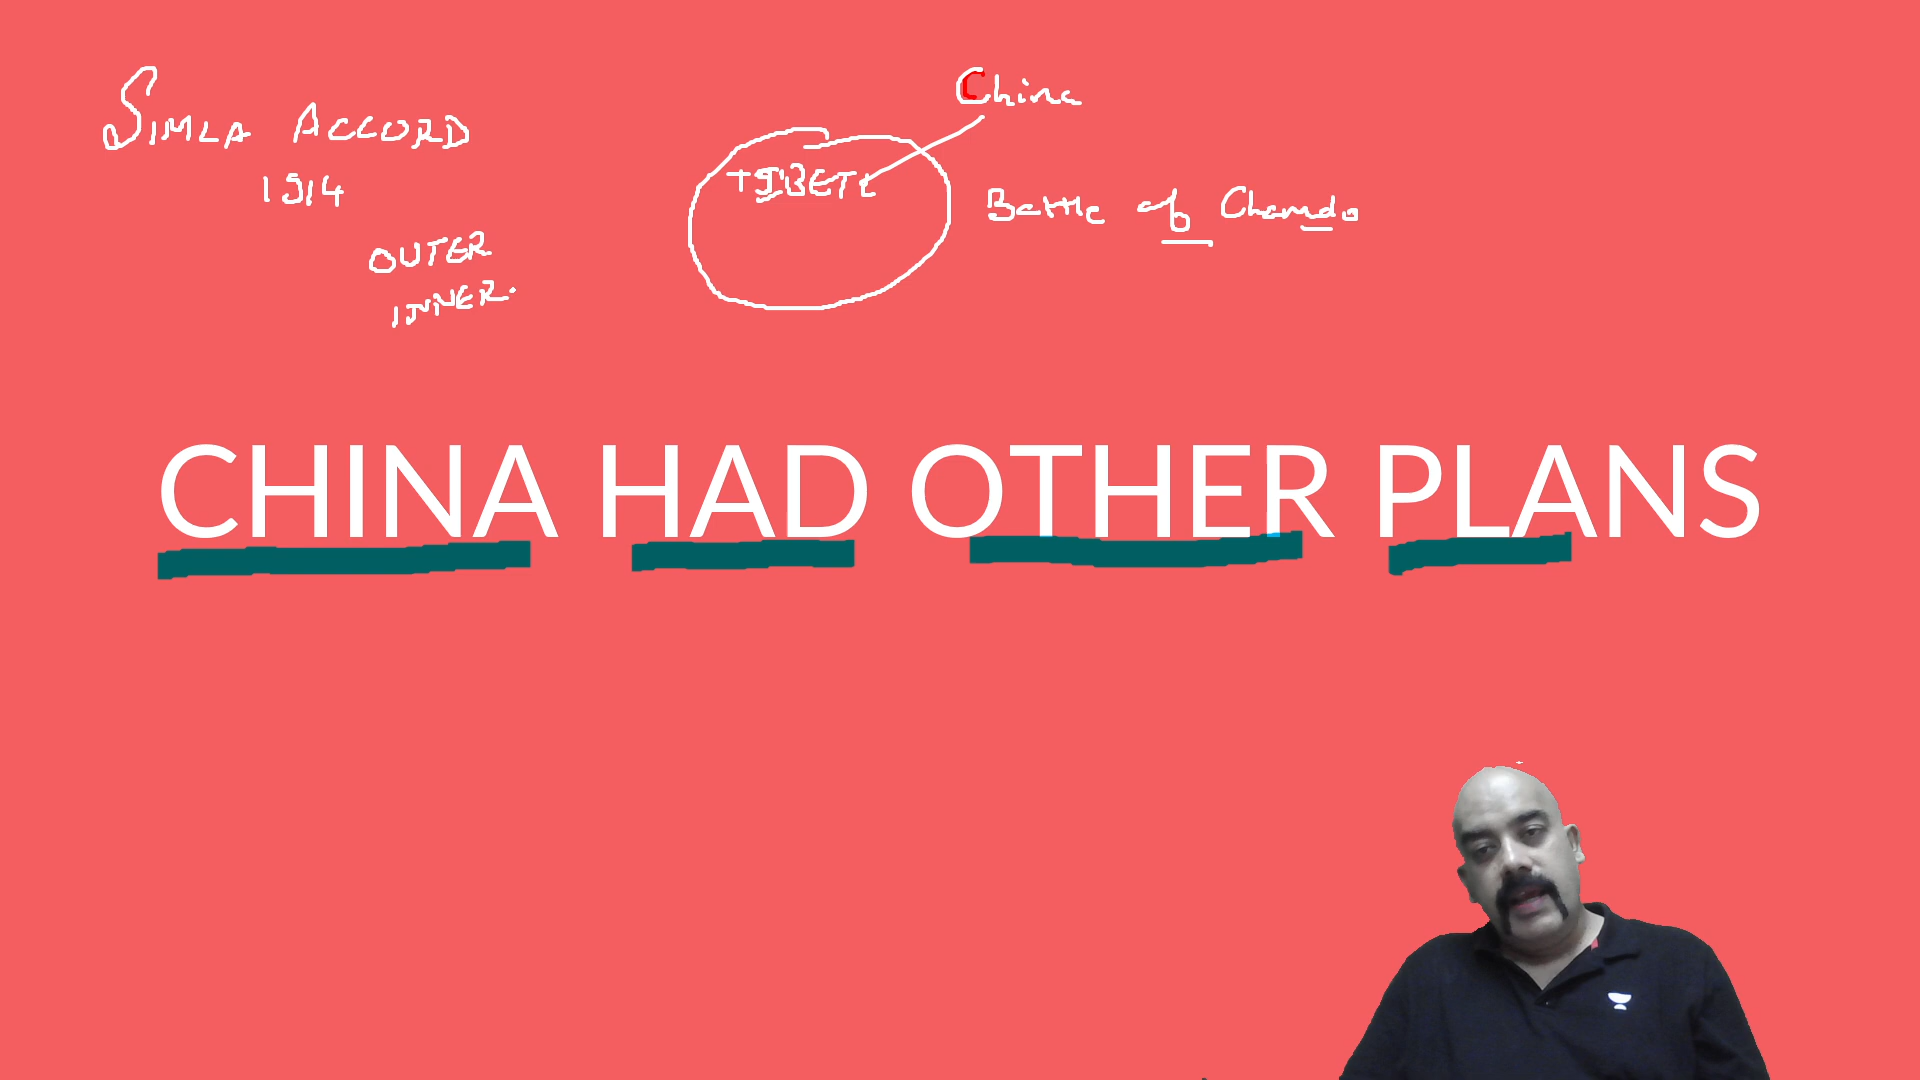 SIMLA ACCORD
1914
OUTER
INNER.
China
TIBET
Battle of Chamdo
CHINA HAD OTHER PLANS